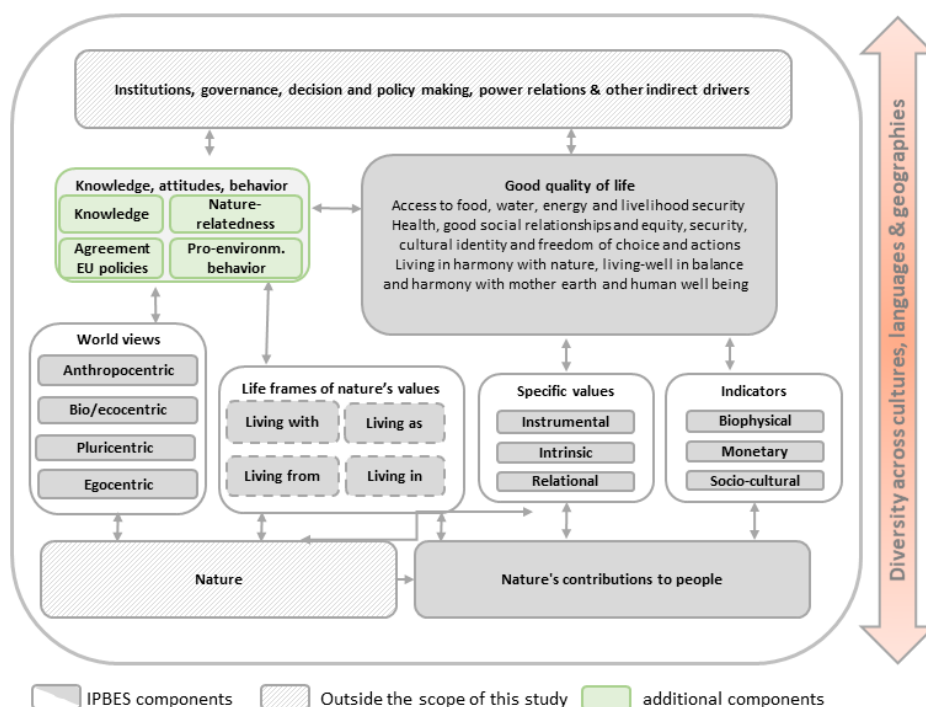 Institutions, governance, decision and policy making, power relations & other indirect drivers
Knowledge, attitudes, behavior
Knowledge
Nature-
relatedness
Agreement
EU policies
Pro-environm.
behavior
Good quality of life
Access to food, water, energy and livelihood security
Health, good social relationships and equity, security,
cultural identity and freedom of choice and actions
Living in harmony with nature, living-well in balance
and harmony with mother earth and human well being
World views
Anthropocentric
Bio/ecocentric
Pluricentric
Egocentric
Life frames of nature's values
Living with
Living as
Living from
Living in
Specific values
Instrumental
Intrinsic
Relational
Indicators
Biophysical
Monetary
Socio-cultural
Nature
Nature's contributions to people
Diversity across cultures, languages & geographies
IPBES components
Outside the scope of this study
additional components